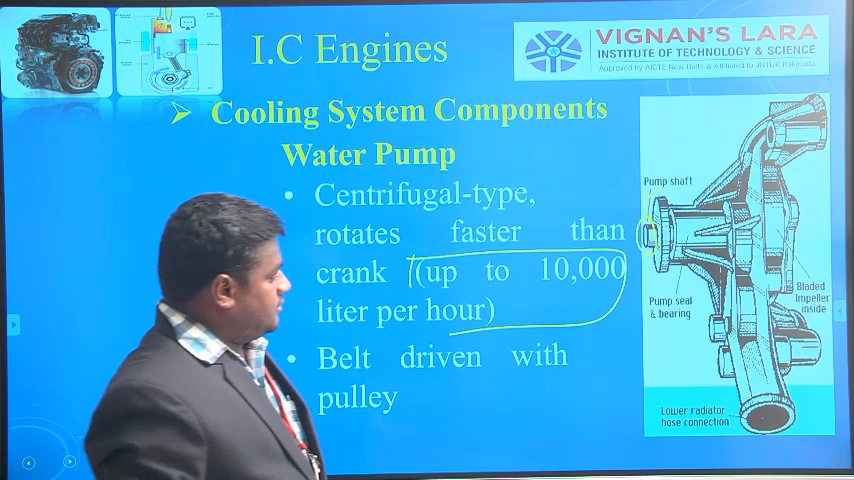 I.C Engines
VIGNAN'S LARA
INSTITUTE OF TECHNOLOGY & SCIENCE
Approved by AICTE New Delhi & Affiliated to JNTUK Kakinada
➤ Cooling System Components
Water Pump
• Centrifugal-type,
rotates faster than
crank (up to 10,000
liter per hour)
• Belt driven with
pulley
Pump shaft
Pump seal
& bearing
Bladed
impeller
inside
Lower radiator
hose connection